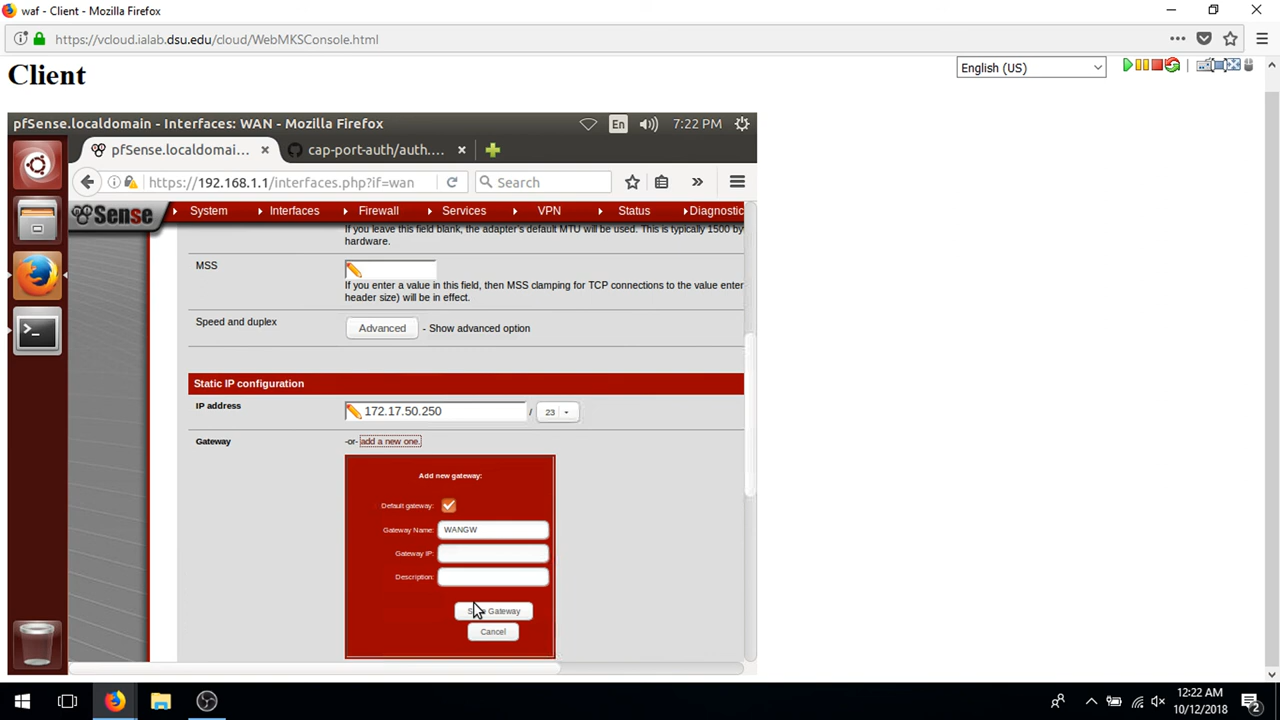 waf - Client - Mozilla Firefox
https://vcloud.ialab.dsu.edu/cloud/WebMKSConsole.html
Client
English (US)
pfSense.localdomain - Interfaces: WAN - Mozilla Firefox
En
7:22 PM
pfSense.localdomai...
cap-port-auth/auth....
https://192.168.1.1/interfaces.php?if=wan
Search
Sense
System
Interfaces
Firewall
Services
VPN
Status
Diagnostic
If you leave this field blank, the adapter's default MTU will be used. This is typically 1500 by
hardware.
MSS
If you enter a value in this field, then MSS clamping for TCP connections to the value enter
header size) will be in effect.
Speed and duplex
Advanced
- Show advanced option
Static IP configuration
IP address
172.17.50.250
/
23
Gateway
-or- add a new one.
Add new gateway:
Default gateway:
Gateway Name:
WANGW
Gateway IP:
Description:
Gateway
Cancel
12:22 AM
10/12/2018
2